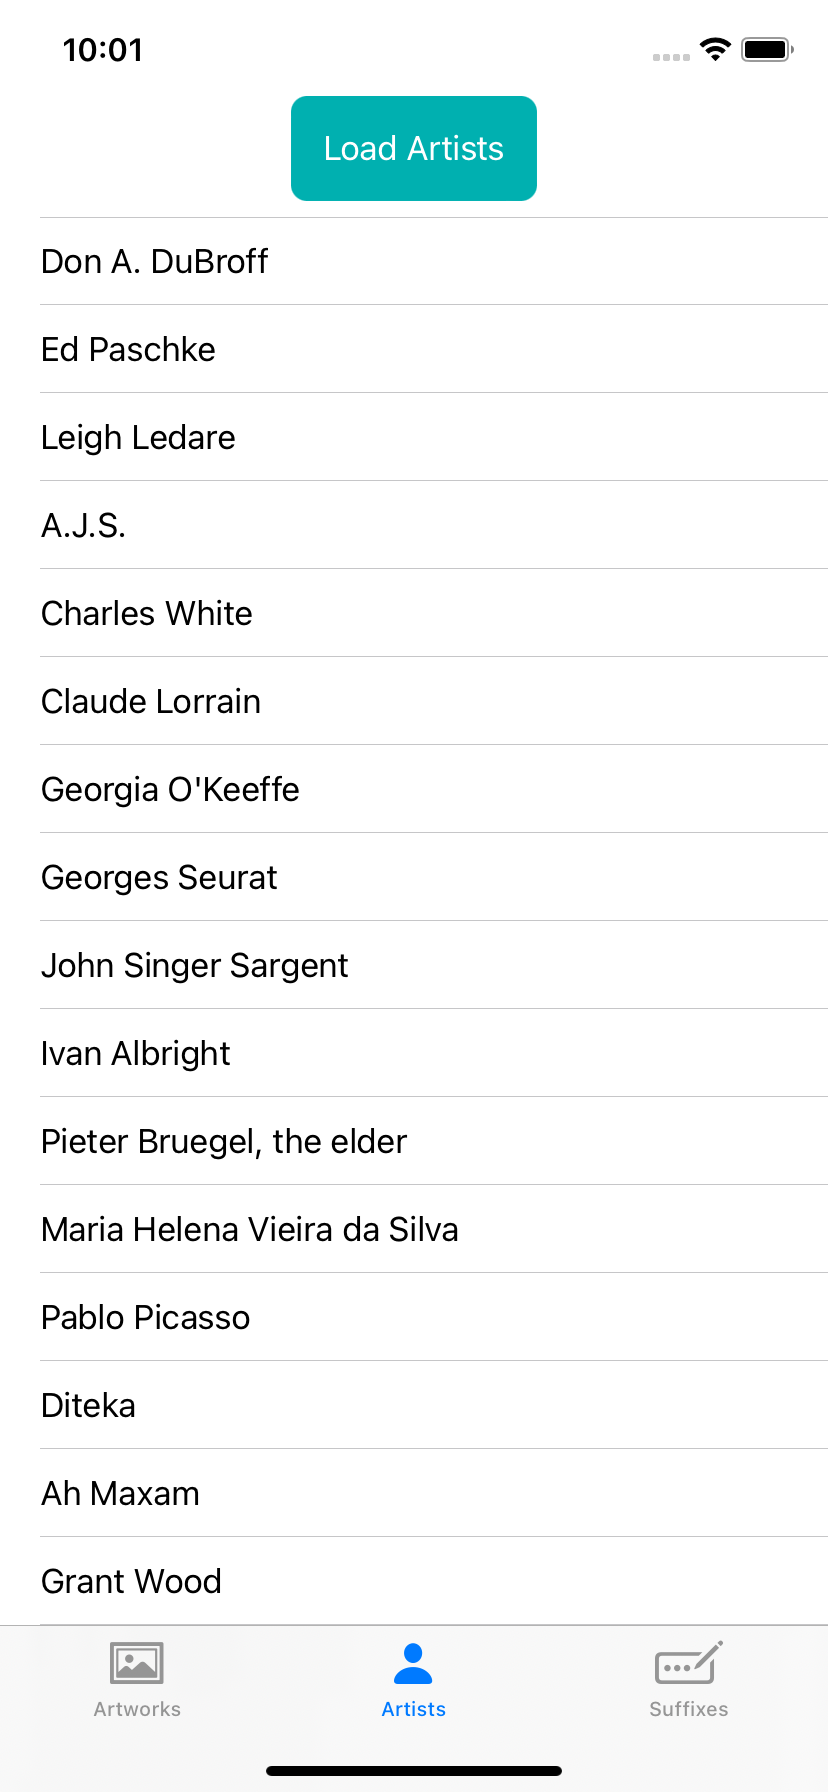 10:01
Load Artists
Don A. DuBroff
Ed Paschke
Leigh Ledare
A.J.S.
Charles White
Claude Lorrain
Georgia O'Keeffe
Georges Seurat
John Singer Sargent
Ivan Albright
Pieter Bruegel, the elder
Maria Helena Vieira da Silva
Pablo Picasso
Diteka
Ah Maxam
Grant Wood
Artworks Artists Suffixes